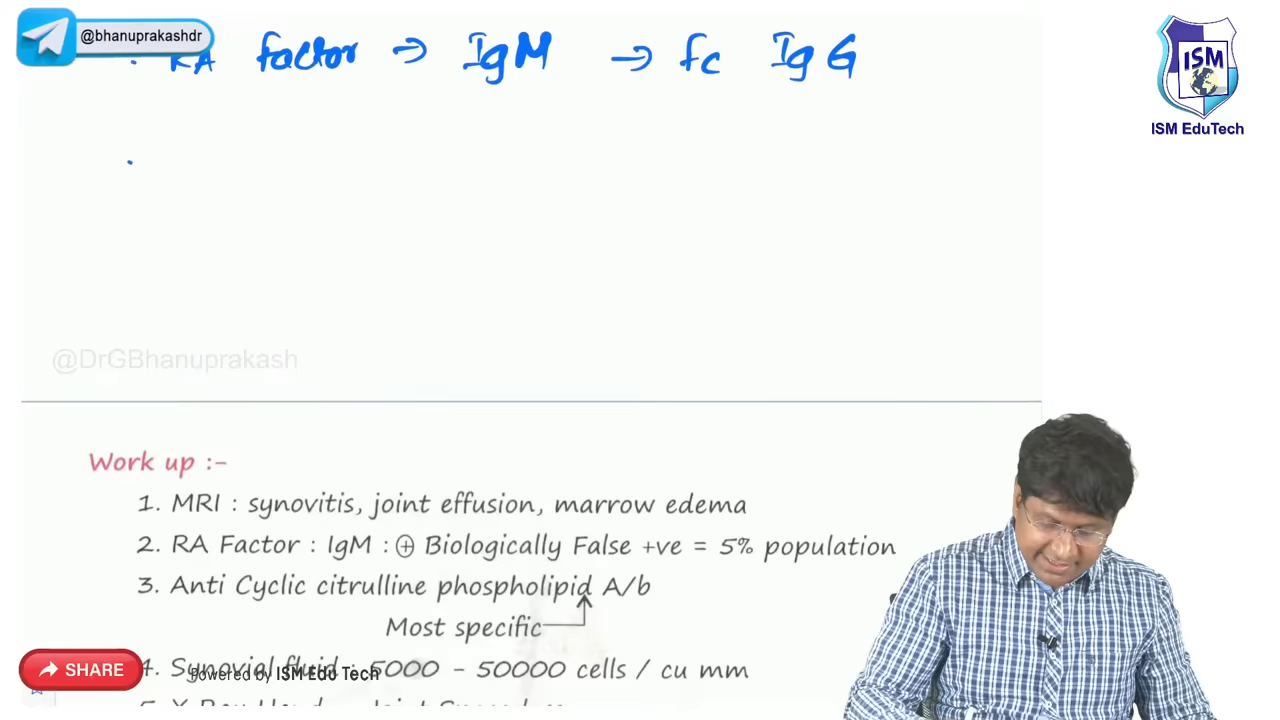 @bhanuprakashdr
. RA factor → IgM → fc IgG
ISM
ISM EduTech
@DrGBhanuprakash
Work up :-
1. MRI : synovitis, joint effusion, marrow edema
2. RA Factor : IgM : ⊕ Biologically False +ve = 5% population
3. Anti Cyclic citrulline phospholipid A/b
Most specific
4. Synovial fluid : 5000 - 50000 cells / cu mm
SHARE
Powered by ISM Edu Tech